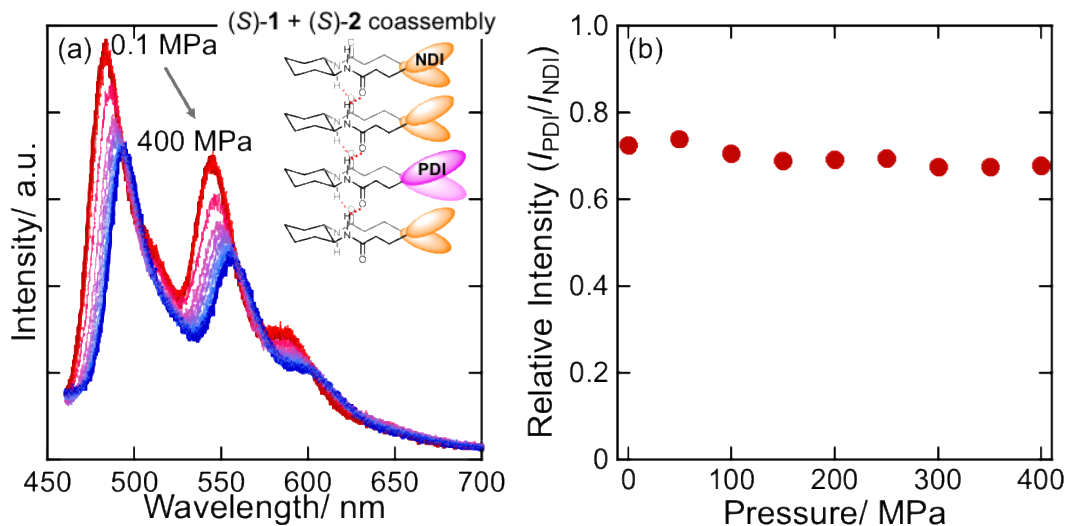 (S)-1 + (S)-2 coassembly
(a)
0.1 MPa
400 MPa
NDI
PDI
H
O
N
H
O
H
N
H
O
H
N
H
O
H
N
H
O
Intensity/ a.u.
450 500 550 600 650 700
Wavelength/ nm
(b)
1.0
0.8
0.6
0.4
0.2
0
Relative Intensity (I_PDI/I_NDI)
0 100 200 300 400
Pressure/ MPa